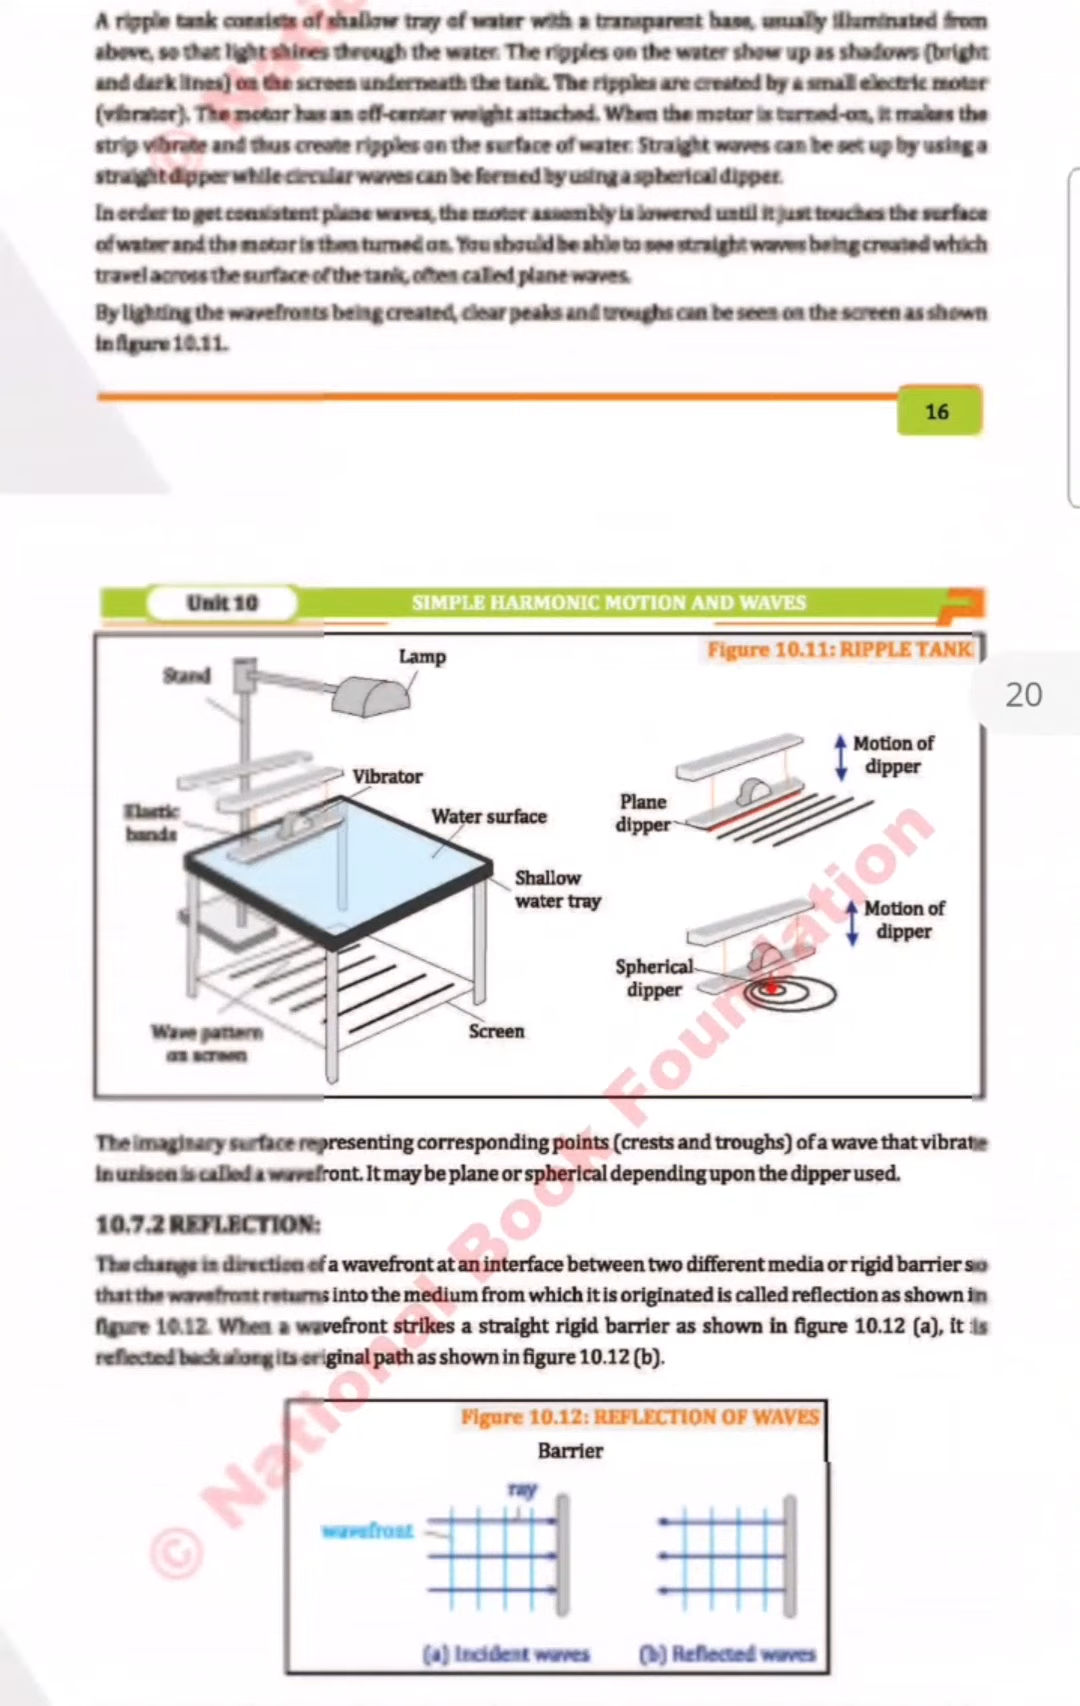 A ripple tank consists of shallow tray of water with a transparent base, usually illuminated from
above, so that light shines through the water. The ripples on the water show up as shadows (bright
and dark lines) on the screen underneath the tank. The ripples are created by a small electric motor
(vibrator). The motor has an off-center weight attached. When the motor is turned-on, it makes the
strip vibrate and thus create ripples on the surface of water. Straight waves can be set up by using a
straight dipper while circular waves can be formed by using a spherical dipper.
In order to get consistent plane waves, the motor assembly is lowered until it just touches the surface
of water and the motor is then turned on. You should be able to see straight waves being created which
travel across the surface of the tank, often called plane waves.
By lighting the wavefronts being created, clear peaks and troughs can be seen on the screen as shown
in figure 10.11.
16
Unit 10
SIMPLE HARMONIC MOTION AND WAVES
Figure 10.11: RIPPLE TANK
20
Stand
Lamp
Vibrator
Elastic
bands
Water surface
Shallow
water tray
Wave pattern
on screen
Screen
Motion of
dipper
Plane
dipper
Motion of
dipper
Spherical
dipper
The imaginary surface representing corresponding points (crests and troughs) of a wave that vibrate
in unison is called a wavefront. It may be plane or spherical depending upon the dipper used.
10.7.2 REFLECTION:
The change in direction of a wavefront at an interface between two different media or rigid barrier so
that the wavefront returns into the medium from which it is originated is called reflection as shown in
figure 10.12. When a wavefront strikes a straight rigid barrier as shown in figure 10.12 (a), it is
reflected back along its original path as shown in figure 10.12 (b).
Figure 10.12: REFLECTION OF WAVES
Barrier
ray
wavefront
(a) Incident waves
(b) Reflected waves
© National Book Foundation